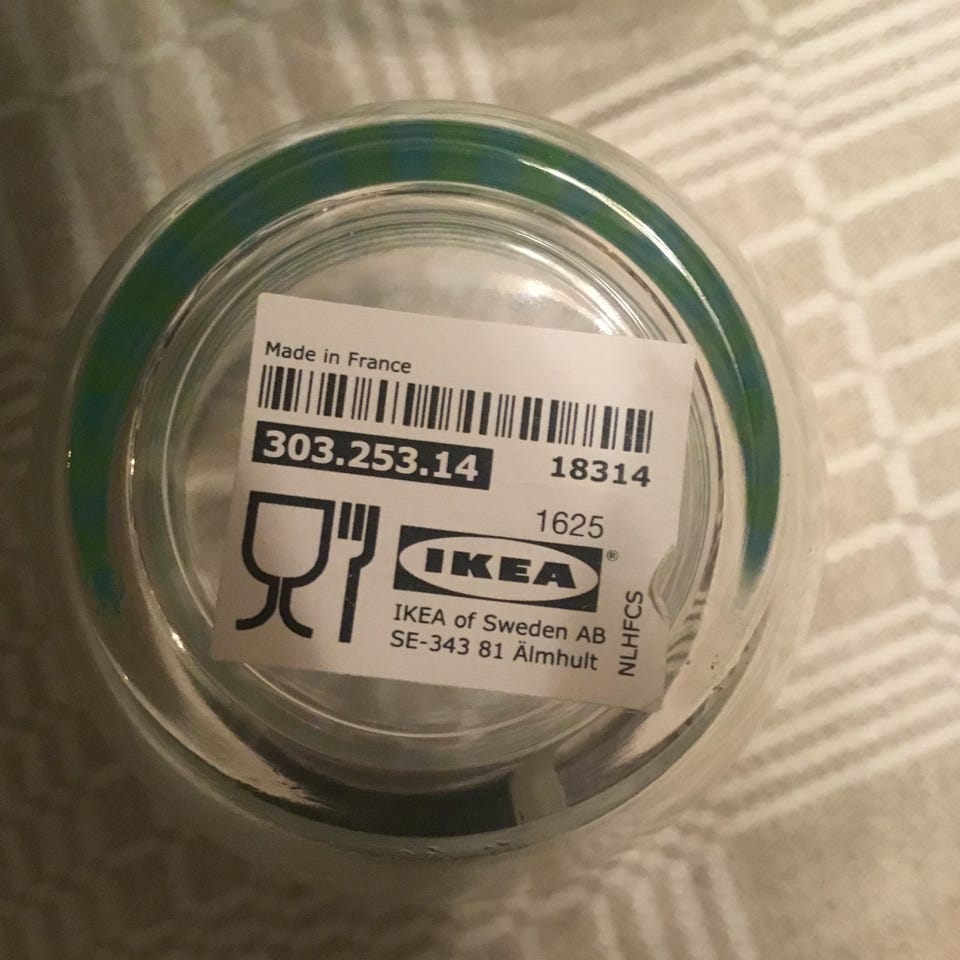 Made in France
303.253.14 18314
1625
IKEA®
IKEA of Sweden AB
SE-343 81 Älmhult
NLHFCS